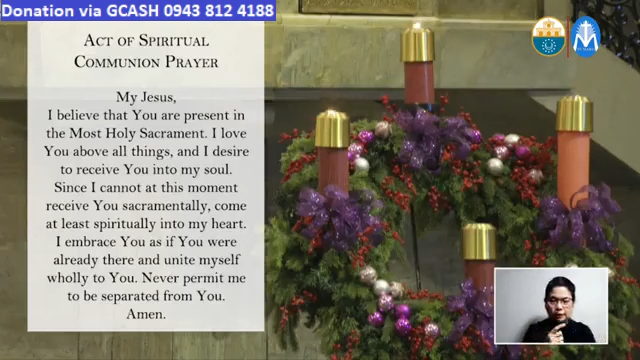 Donation via GCASH 0943 812 4188
ACT OF SPIRITUAL
COMMUNION PRAYER
My Jesus,
I believe that You are present in
the Most Holy Sacrament. I love
You above all things, and I desire
to receive You into my soul.
Since I cannot at this moment
receive You sacramentally, come
at least spiritually into my heart.
I embrace You as if You were
already there and unite myself
wholly to You. Never permit me
to be separated from You.
Amen.